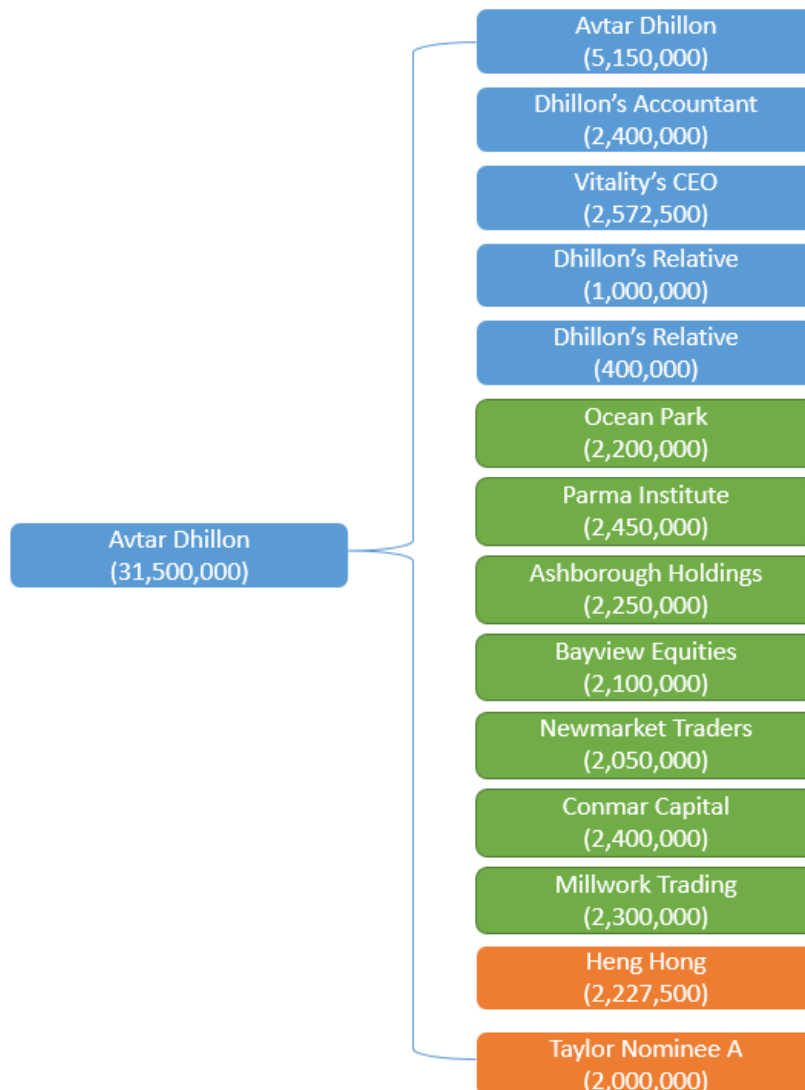 Avtar Dhillon
(31,500,000)
Avtar Dhillon
(5,150,000)
Dhillon’s Accountant
(2,400,000)
Vitality’s CEO
(2,572,500)
Dhillon’s Relative
(1,000,000)
Dhillon’s Relative
(400,000)
Ocean Park
(2,200,000)
Parma Institute
(2,450,000)
Ashborough Holdings
(2,250,000)
Bayview Equities
(2,100,000)
Newmarket Traders
(2,050,000)
Conmar Capital
(2,400,000)
Millwork Trading
(2,300,000)
Heng Hong
(2,227,500)
Taylor Nominee A
(2,000,000)